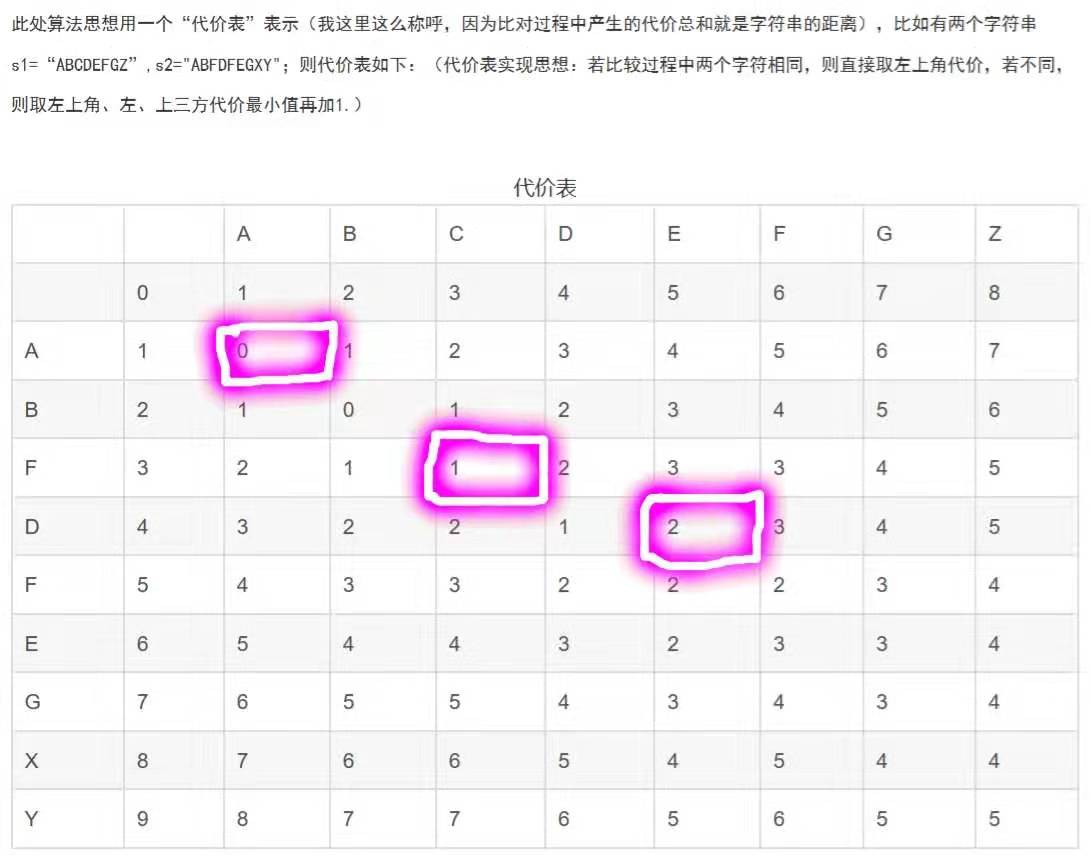 此处算法思想用一个“代价表”表示（我这里这么称呼，因为比对过程中产生的代价总和就是字符串的距离），比如有两个字符串
s1=“ABCDEFGZ”,s2="ABFDFEGXY"；则代价表如下：（代价表实现思想：若比较过程中两个字符相同，则直接取左上角代价，若不同，
则取左上角、左、上三方代价最小值再加1.）
代价表
A B C D E F G Z
0 1 2 3 4 5 6 7 8
A 1 0 1 2 3 4 5 6 7
B 2 1 0 1 2 3 4 5 6
F 3 2 1 1 2 3 3 4 5
D 4 3 2 2 1 2 3 4 5
F 5 4 3 3 2 2 2 3 4
E 6 5 4 4 3 2 3 3 4
G 7 6 5 5 4 3 4 3 4
X 8 7 6 6 5 4 5 4 4
Y 9 8 7 7 6 5 6 5 5